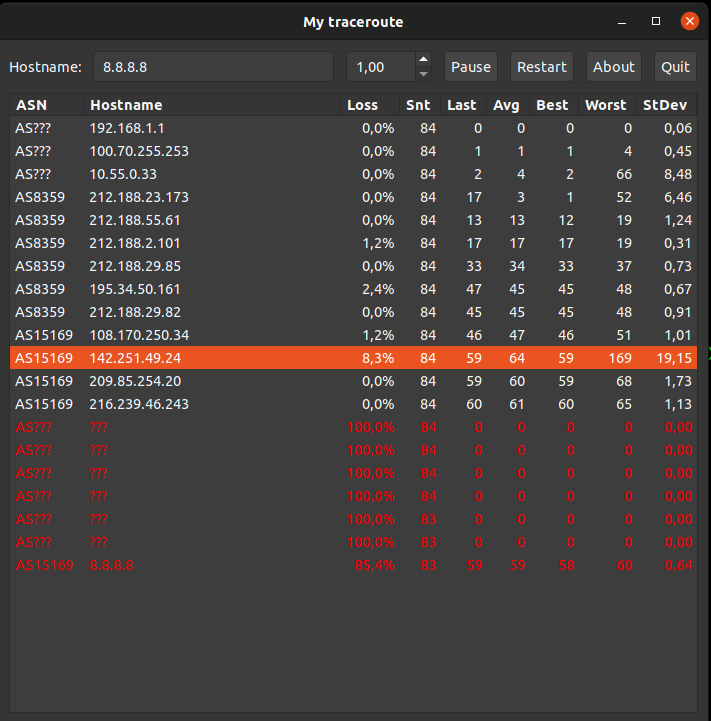 My traceroute
Hostname: 8.8.8.8 1,00 Pause Restart About Quit
ASN Hostname Loss Snt Last Avg Best Worst StDev
AS??? 192.168.1.1 0,0% 84 0 0 0 0 0,06
AS??? 100.70.255.253 0,0% 84 1 1 1 4 0,45
AS??? 10.55.0.33 0,0% 84 2 4 2 66 8,48
AS8359 212.188.23.173 0,0% 84 17 3 1 52 6,46
AS8359 212.188.55.61 0,0% 84 13 13 12 19 1,24
AS8359 212.188.2.101 1,2% 84 17 17 17 19 0,31
AS8359 212.188.29.85 0,0% 84 33 34 33 37 0,73
AS8359 195.34.50.161 2,4% 84 47 45 45 48 0,67
AS8359 212.188.29.82 0,0% 84 45 45 45 48 0,91
AS15169 108.170.250.34 1,2% 84 46 47 46 51 1,01
AS15169 142.251.49.24 8,3% 84 59 64 59 169 19,15
AS15169 209.85.254.20 0,0% 84 59 60 59 68 1,73
AS15169 216.239.46.243 0,0% 84 60 61 60 65 1,13
AS??? ??? 100,0% 84 0 0 0 0 0,00
AS??? ??? 100,0% 84 0 0 0 0 0,00
AS??? ??? 100,0% 84 0 0 0 0 0,00
AS??? ??? 100,0% 84 0 0 0 0 0,00
AS??? ??? 100,0% 83 0 0 0 0 0,00
AS??? ??? 100,0% 83 0 0 0 0 0,00
AS15169 8.8.8.8 85,4% 83 59 59 58 60 0,64